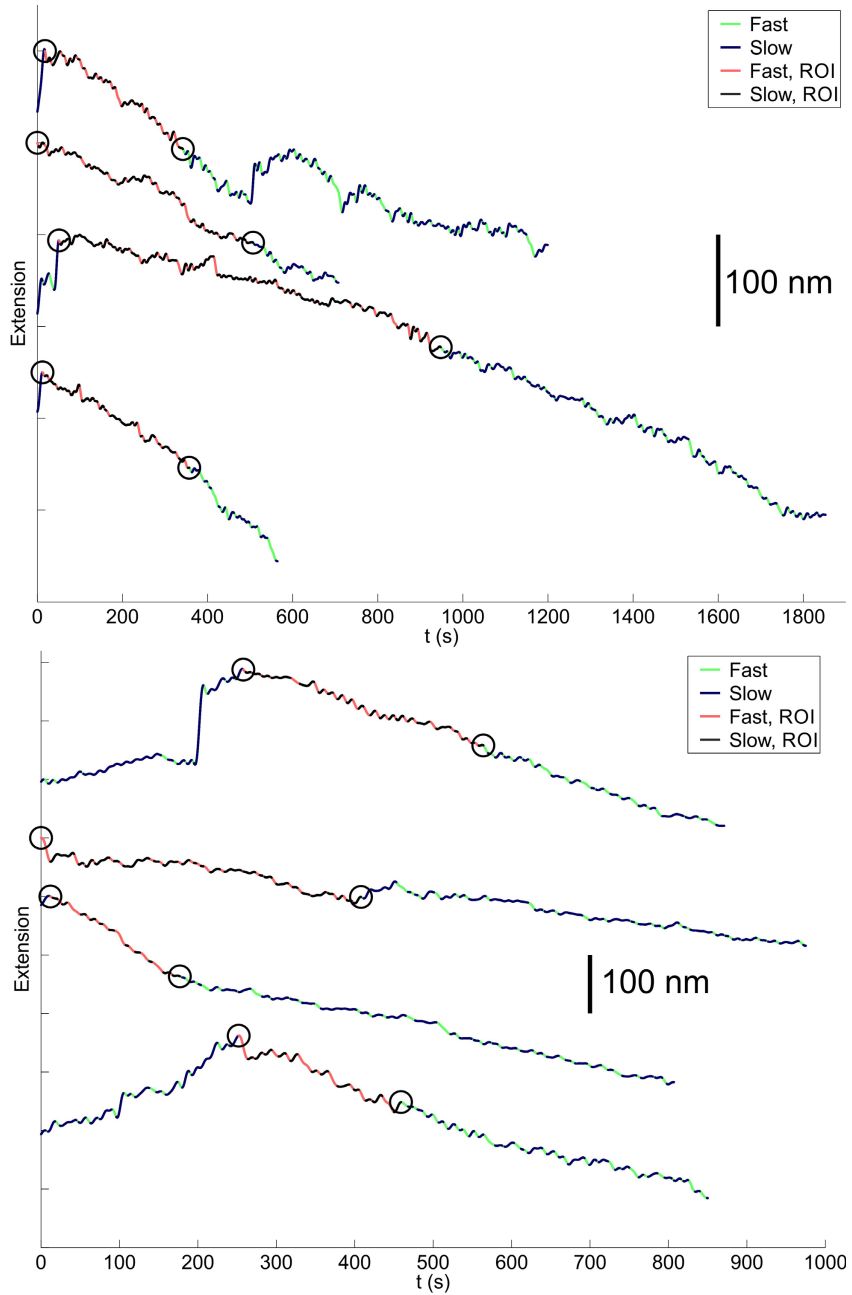 Fast
Slow
Fast, ROI
Slow, ROI
Extension
100 nm
0 200 400 600 800 1000 1200 1400 1600 1800
t (s)
Fast
Slow
Fast, ROI
Slow, ROI
Extension
100 nm
0 100 200 300 400 500 600 700 800 900 1000
t (s)